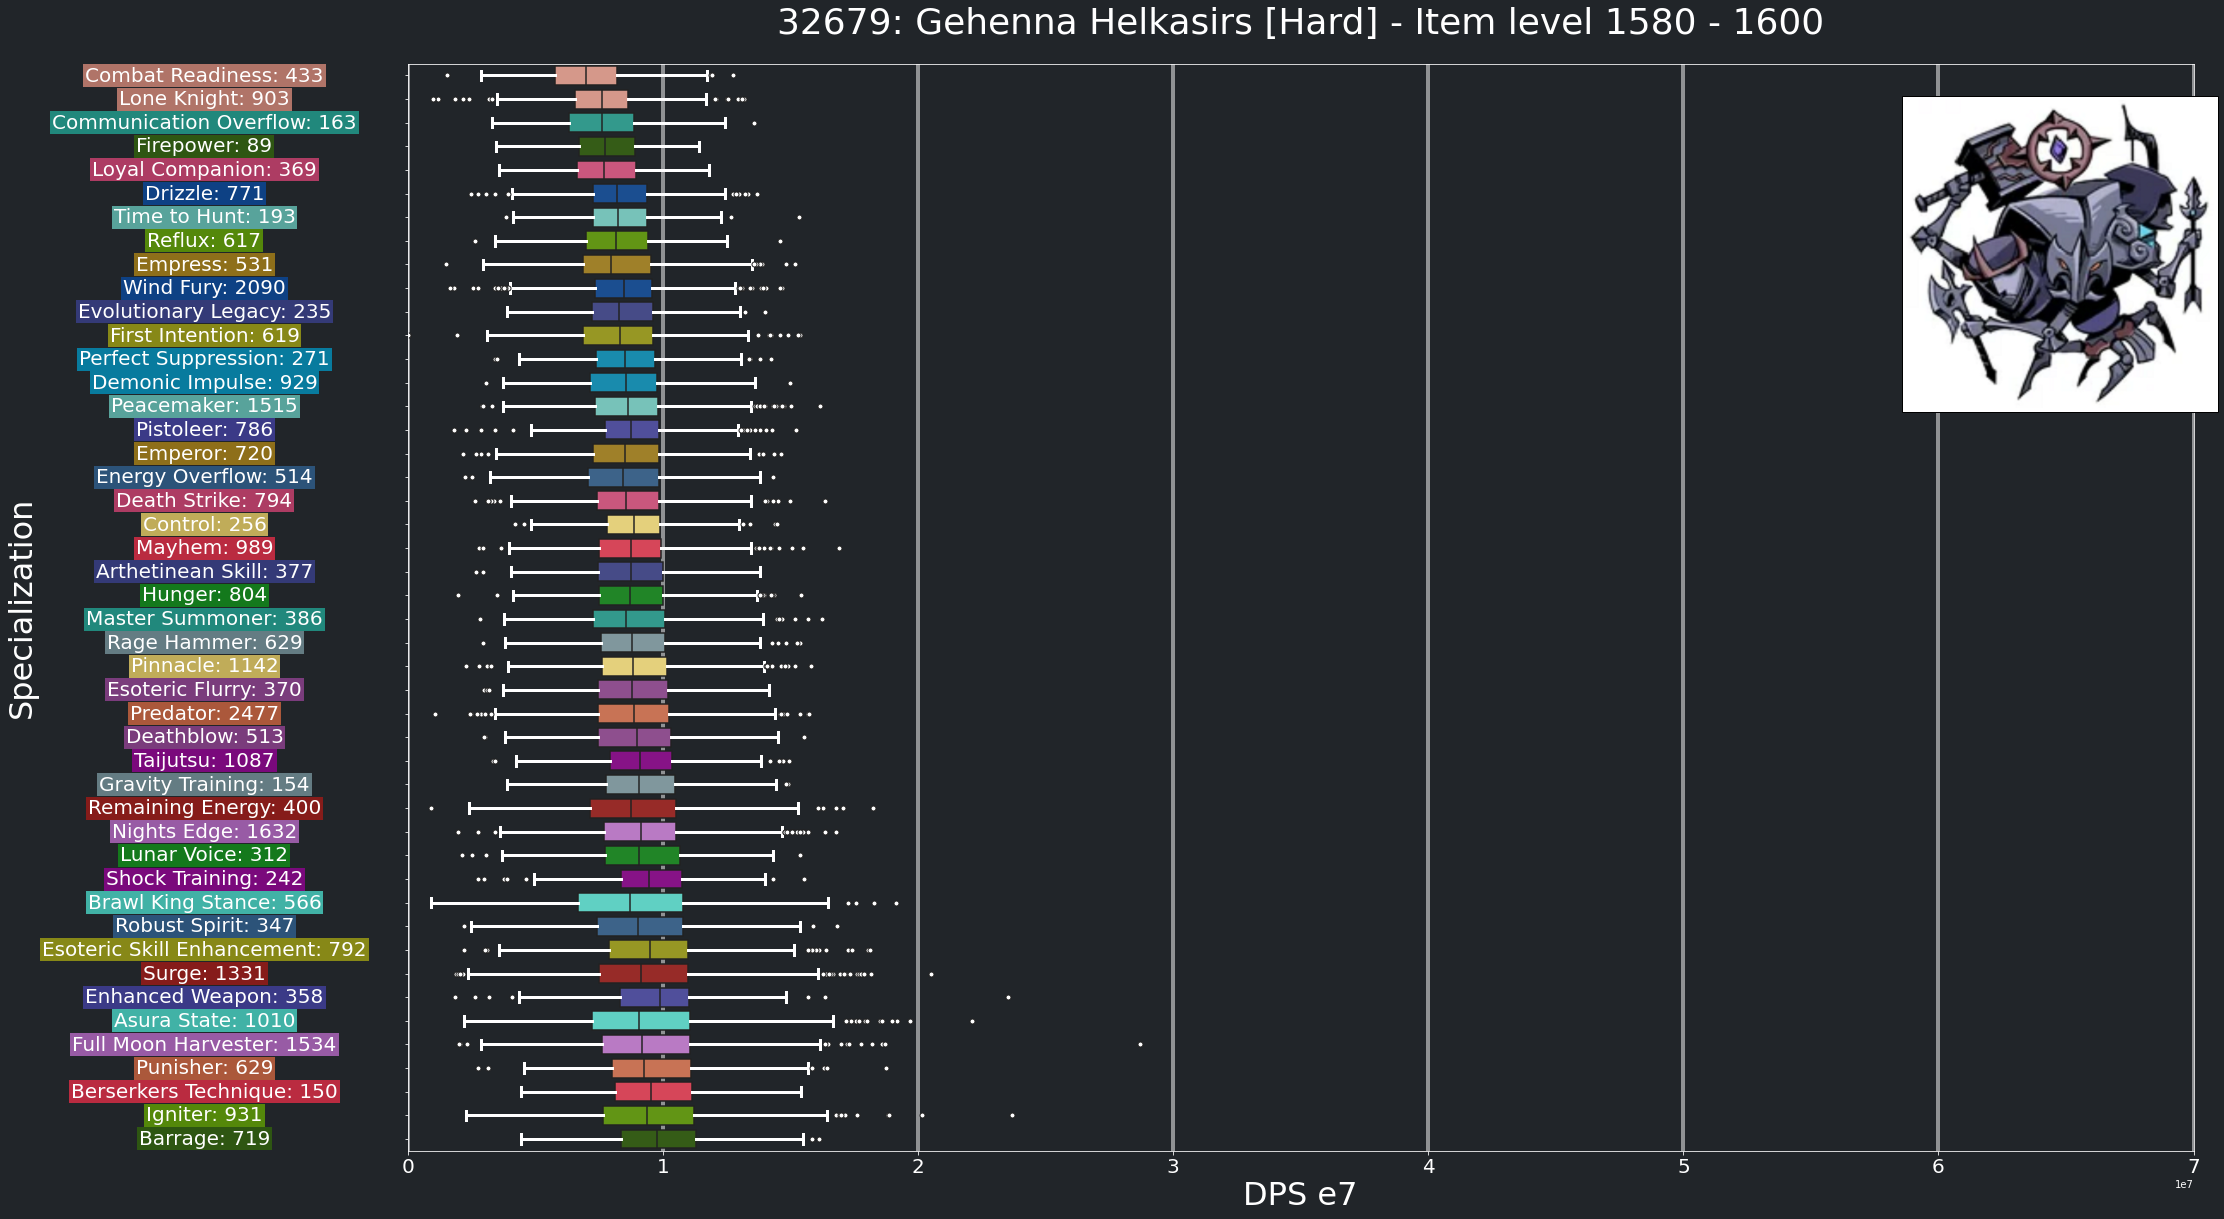 32679: Gehenna Helkasirs [Hard] - Item level 1580 - 1600
Combat Readiness: 433
Lone Knight: 903
Communication Overflow: 163
Firepower: 89
Loyal Companion: 369
Drizzle: 771
Time to Hunt: 193
Reflux: 617
Empress: 531
Wind Fury: 2090
Evolutionary Legacy: 235
First Intention: 619
Perfect Suppression: 271
Demonic Impulse: 929
Peacemaker: 1515
Pistoleer: 786
Emperor: 720
Energy Overflow: 514
Death Strike: 794
Control: 256
Mayhem: 989
Arthetinean Skill: 377
Hunger: 804
Master Summoner: 386
Rage Hammer: 629
Pinnacle: 1142
Esoteric Flurry: 370
Predator: 2477
Deathblow: 513
Taijutsu: 1087
Gravity Training: 154
Remaining Energy: 400
Nights Edge: 1632
Lunar Voice: 312
Shock Training: 242
Brawl King Stance: 566
Robust Spirit: 347
Esoteric Skill Enhancement: 792
Surge: 1331
Enhanced Weapon: 358
Asura State: 1010
Full Moon Harvester: 1534
Punisher: 629
Berserkers Technique: 150
Igniter: 931
Barrage: 719
Specialization
0 1 2 3 4 5 6 7
1e7
DPS e7